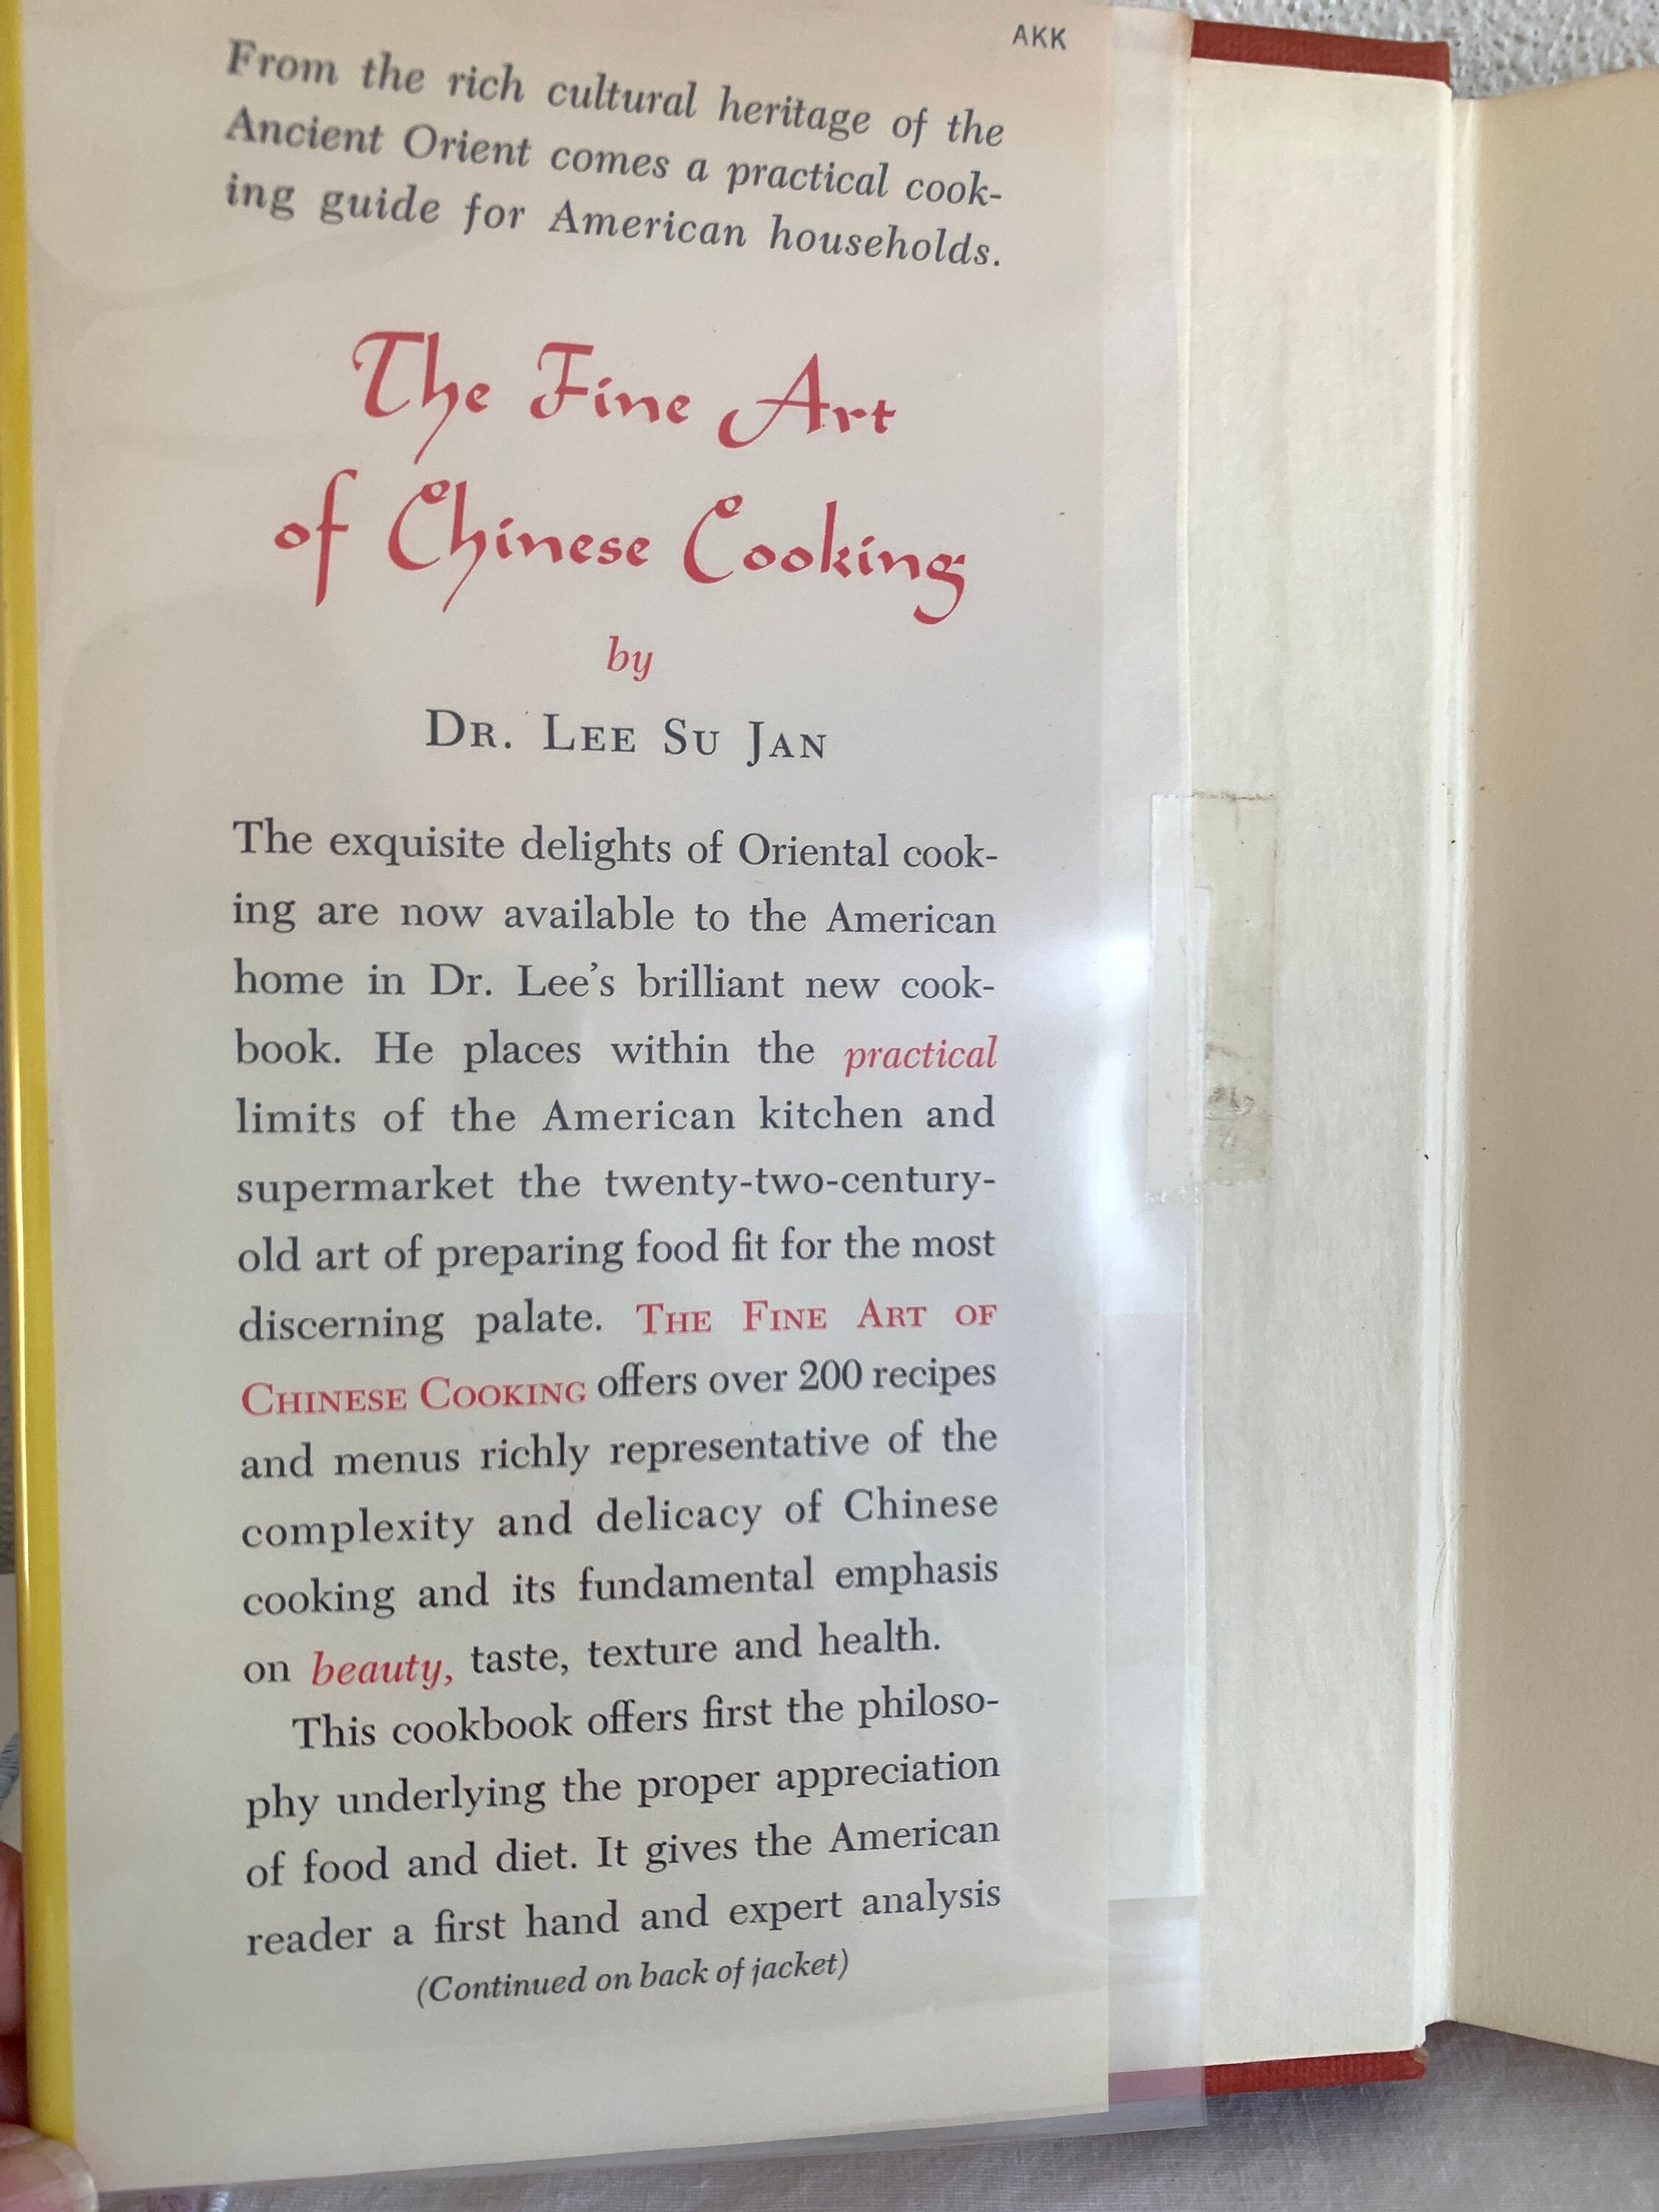 AKK
From the rich cultural heritage of the
Ancient Orient comes a practical cook-
ing guide for American households.
The Fine Art
of Chinese Cooking
by
DR. LEE SU JAN
The exquisite delights of Oriental cook-
ing are now available to the American
home in Dr. Lee's brilliant new cook-
book. He places within the practical
limits of the American kitchen and
supermarket the twenty-two-century-
old art of preparing food fit for the most
discerning palate. THE FINE ART OF
CHINESE COOKING offers over 200 recipes
and menus richly representative of the
complexity and delicacy of Chinese
cooking and its fundamental emphasis
on beauty, taste, texture and health.
This cookbook offers first the philoso-
phy underlying the proper appreciation
of food and diet. It gives the American
reader a first hand and expert analysis
(Continued on back of jacket)